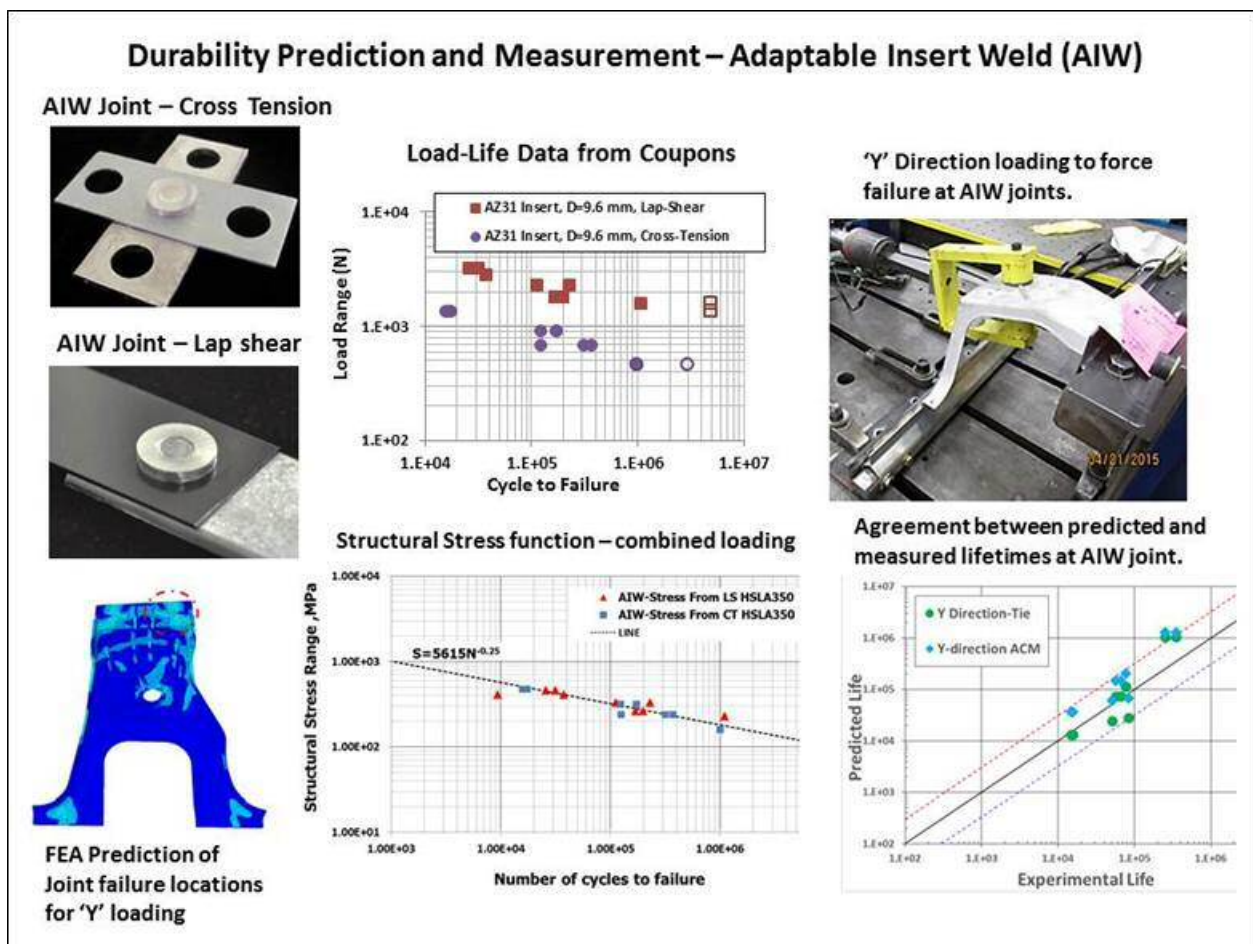 Durability Prediction and Measurement – Adaptable Insert Weld (AIW)
AIW Joint – Cross Tension
AIW Joint – Lap shear
FEA Prediction of
Joint failure locations
for ‘Y’ loading
Load-Life Data from Coupons
AZ31 Insert, D=9.6 mm, Lap-Shear
AZ31 Insert, D=9.6 mm, Cross-Tension
Load Range (N)
1.E+04
1.E+03
1.E+02
1.E+04 1.E+05 1.E+06 1.E+07
Cycle to Failure
Structural Stress function – combined loading
AIW-Stress From LS HSLA350
AIW-Stress From CT HSLA350
LINE
S=5615N-0.25
Structural Stress Range ,MPa
1.00E+04
1.00E+03
1.00E+02
1.00E+01
1.00E+03 1.00E+04 1.00E+05 1.00E+06
Number of cycles to failure
‘Y’ Direction loading to force
failure at AIW joints.
04/21/2015
Agreement between predicted and
measured lifetimes at AIW joint.
Y Direction-Tie
Y-direction ACM
Predicted Life
1.E+07
1.E+06
1.E+05
1.E+04
1.E+03
1.E+02
1.E+02 1.E+03 1.E+04 1.E+05 1.E+06
Experimental Life